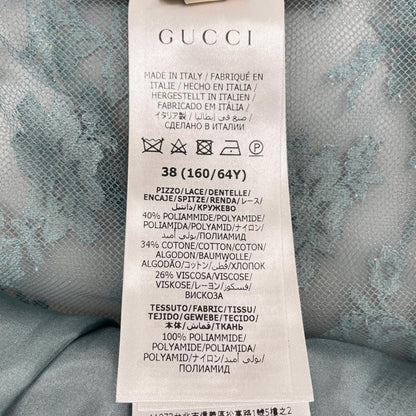 GUCCI
MADE IN ITALY / FABRIQUÉ EN
ITALIE / HECHO EN ITALIA /
HERGESTELLT IN ITALIEN /
FABRICADO EM ITÁLIA /
イタリア製 / صنع في إيطاليا /
СДЕЛАНО В ИТАЛИИ
38 (160/64Y)
PIZZO/LACE/DENTELLE/
ENCAJE/SPITZE/RENDA/レース/
دانتيل/КРУЖЕВО
40% POLIAMMIDE/POLYAMIDE/
POLIAMIDA/POLYAMID/ナイロン/
بولي أميد/ПОЛИАМИД
34% COTONE/COTTON/COTON/
ALGODON/BAUMWOLLE/
ALGODÃO/コットン/قطن/ХЛОПОК
26% VISCOSA/VISCOSE/
VISKOSE/レーヨン/فسكوز/
ВИСКОЗА
TESSUTO/FABRIC/TISSU/
TEJIDO/GEWEBE/TECIDO/
本体/قماش/ТКАНЬ
100% POLIAMMIDE/
POLYAMIDE/POLIAMIDA/
POLYAMID/ナイロン/بولي أميد/
ПОЛИАМИД